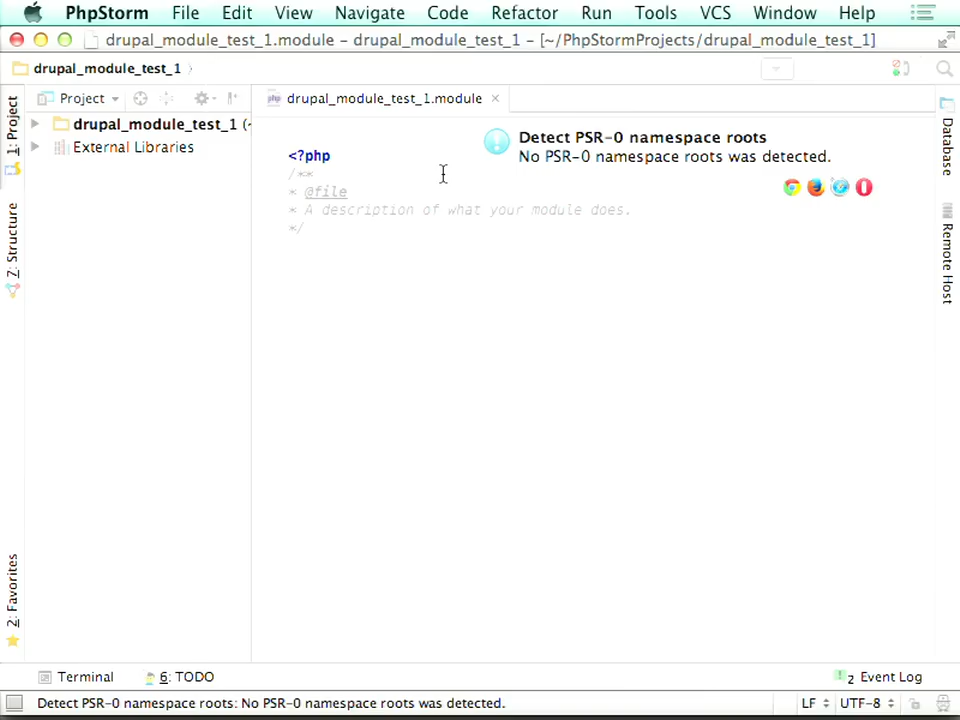 PhpStorm File Edit View Navigate Code Refactor Run Tools VCS Window Help
drupal_module_test_1.module - drupal_module_test_1 - [~/PhpStormProjects/drupal_module_test_1]
drupal_module_test_1
Project
drupal_module_test_1.module
drupal_module_test_1 (~
External Libraries
<?php
/**
* @file
* A description of what your module does.
*/
Detect PSR-0 namespace roots
No PSR-0 namespace roots was detected.
1: Project
7: Structure
2: Favorites
Database
Remote Host
Terminal
6: TODO
2 Event Log
Detect PSR-0 namespace roots: No PSR-0 namespace roots was detected.
LF
UTF-8